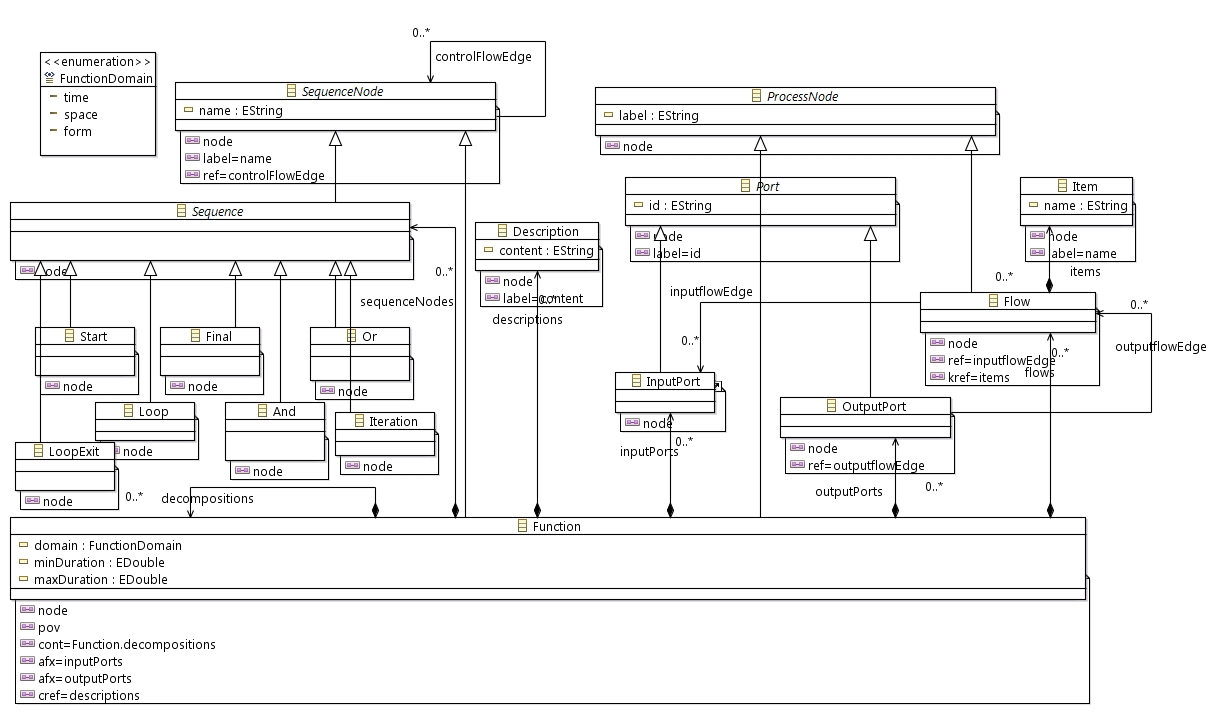 0..*
controlFlowEdge
<<enumeration>>
FunctionDomain
time
space
form
SequenceNode
name : EString
node
label=name
ref=controlFlowEdge
ProcessNode
label : EString
node
Port
id : EString
node
label=id
Item
name : EString
node
label=name
Sequence
node
Description
content : EString
node
label=content
0..*
descriptions
0..*
sequenceNodes
inputflowEdge
0..*
0..*
items
Flow
node
ref=inputflowEdge
kref=items
0..*
flows
0..*
outputflowEdge
Start
node
Final
node
Or
node
InputPort
node
0..*
inputPorts
OutputPort
node
ref=outputflowEdge
outputPorts
0..*
Loop
node
And
node
Iteration
node
LoopExit
node
0..*
decompositions
Function
domain : FunctionDomain
minDuration : EDouble
maxDuration : EDouble
node
pov
cont=Function.decompositions
afx=inputPorts
afx=outputPorts
cref=descriptions